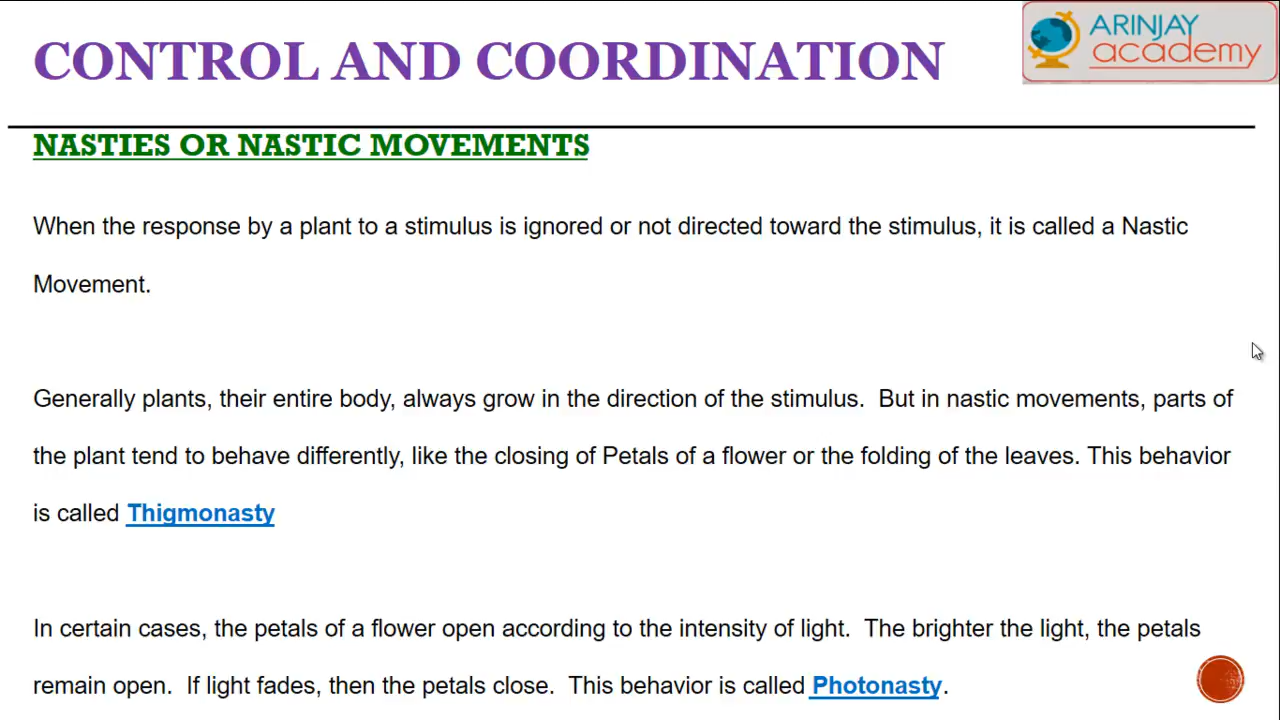 CONTROL AND COORDINATION
ARINJAY
academy
NASTIES OR NASTIC MOVEMENTS
When the response by a plant to a stimulus is ignored or not directed toward the stimulus, it is called a Nastic
Movement.
Generally plants, their entire body, always grow in the direction of the stimulus.  But in nastic movements, parts of
the plant tend to behave differently, like the closing of Petals of a flower or the folding of the leaves. This behavior
is called Thigmonasty
In certain cases, the petals of a flower open according to the intensity of light.  The brighter the light, the petals
remain open.  If light fades, then the petals close.  This behavior is called Photonasty.